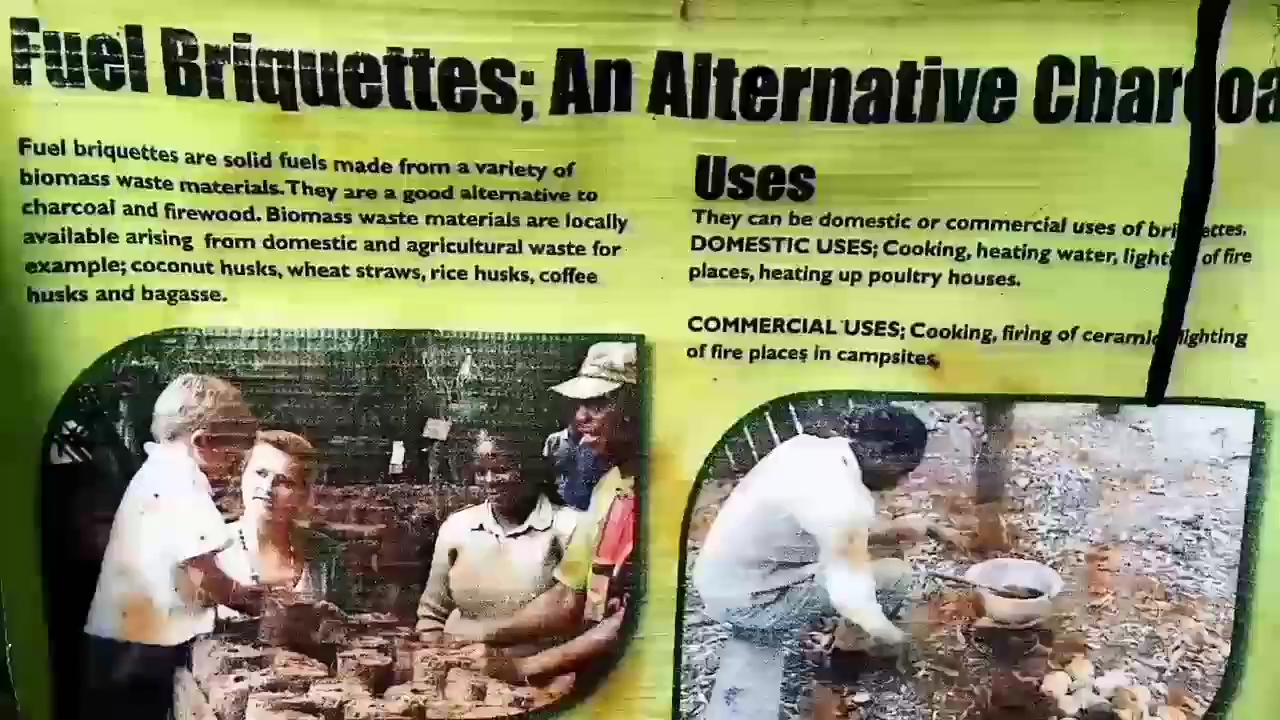 Fuel Briquettes; An Alternative Charcoa
Fuel briquettes are solid fuels made from a variety of
biomass waste materials. They are a good alternative to
charcoal and firewood. Biomass waste materials are locally
available arising from domestic and agricultural waste for
example; coconut husks, wheat straws, rice husks, coffee
husks and bagasse.
Uses
They can be domestic or commercial uses of briquettes.
DOMESTIC USES; Cooking, heating water, lighti of fire
places, heating up poultry houses.
COMMERCIAL USES; Cooking, firing of ceramic lighting
of fire places in campsites.